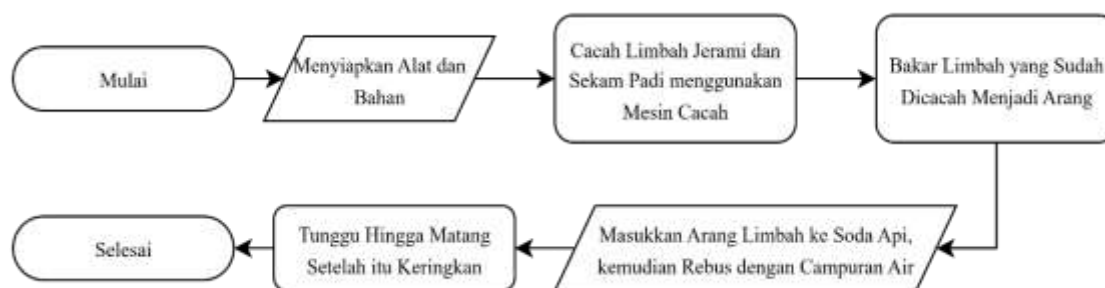 Mulai
Menyiapkan Alat dan
Bahan
Cacah Limbah Jerami dan
Sekam Padi menggunakan
Mesin Cacah
Bakar Limbah yang Sudah
Dicacah Menjadi Arang
Masukkan Arang Limbah ke Soda Api,
kemudian Rebus dengan Campuran Air
Tunggu Hingga Matang
Setelah itu Keringkan
Selesai